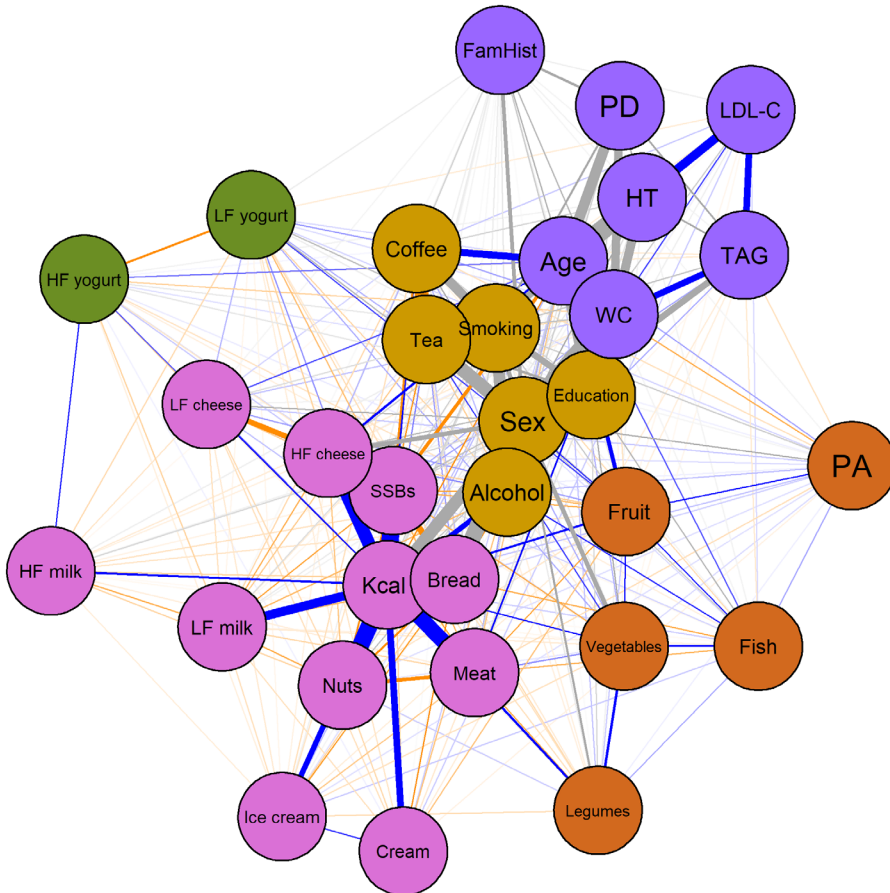 FamHist
PD
LDL-C
HT
LF yogurt
Coffee
Age
TAG
HF yogurt
WC
Smoking
Tea
Education
LF cheese
Sex
HF cheese
PA
SSBs
Alcohol
Fruit
HF milk
Kcal
Bread
LF milk
Vegetables
Fish
Nuts
Meat
Ice cream
Legumes
Cream